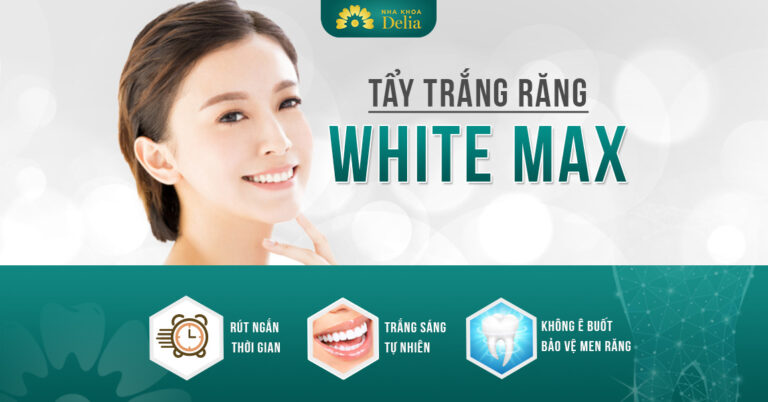 NHA KHOA
Delia
TẨY TRẮNG RĂNG
WHITE MAX
RÚT NGẮN
THỜI GIAN
TRẮNG SÁNG
TỰ NHIÊN
KHÔNG Ê BUỐT
BẢO VỆ MEN RĂNG